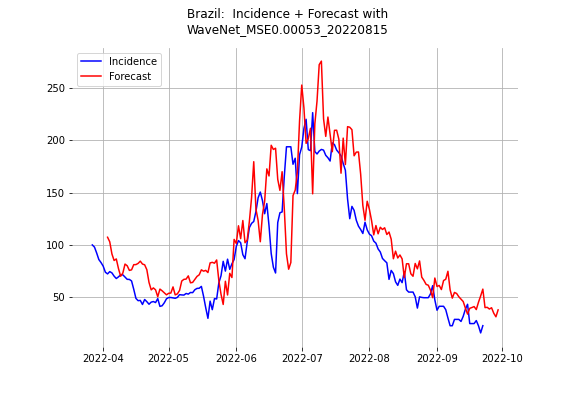 Brazil:  Incidence + Forecast with
WaveNet_MSE0.00053_20220815
Incidence
Forecast
250
200
150
100
50
2022-04 2022-05 2022-06 2022-07 2022-08 2022-09 2022-10